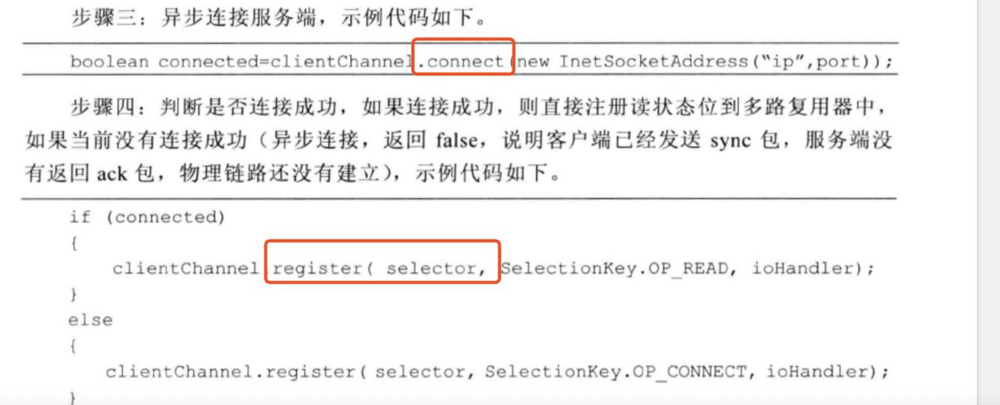 步骤三：异步连接服务端，示例代码如下。
boolean connected=clientChannel.connect(new InetSocketAddress(“ip”,port));
步骤四：判断是否连接成功，如果连接成功，则直接注册读状态位到多路复用器中，
如果当前没有连接成功（异步连接，返回 false，说明客户端已经发送 sync 包，服务端没
有返回 ack 包，物理链路还没有建立），示例代码如下。
if (connected)
{
clientChannel.register( selector, SelectionKey.OP_READ, ioHandler);
}
else
{
clientChannel.register( selector, SelectionKey.OP_CONNECT, ioHandler);
}